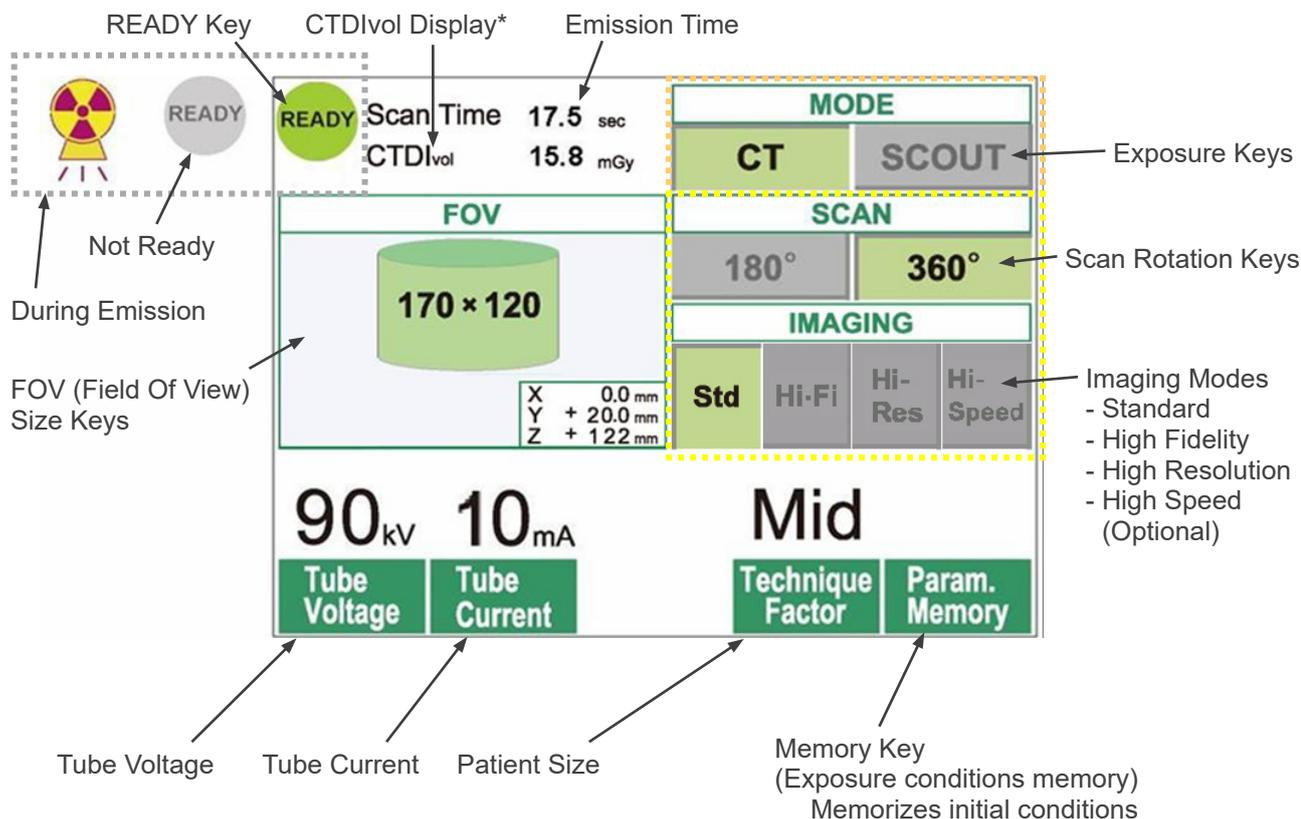 READY Key
CTDIvol Display*
Emission Time
READY
READY
Scan Time 17.5 sec
CTDIvol 15.8 mGy
MODE
CT
SCOUT
Exposure Keys
Not Ready
During Emission
FOV
170 × 120
X 0.0 mm
Y + 20.0 mm
Z + 122 mm
FOV (Field Of View)
Size Keys
SCAN
180°
360°
Scan Rotation Keys
IMAGING
Std
Hi-Fi
Hi-
Res
Hi-
Speed
Imaging Modes
- Standard
- High Fidelity
- High Resolution
- High Speed
(Optional)
90kV
10mA
Mid
Tube
Voltage
Tube
Current
Technique
Factor
Param.
Memory
Tube Voltage
Tube Current
Patient Size
Memory Key
(Exposure conditions memory)
Memorizes initial conditions